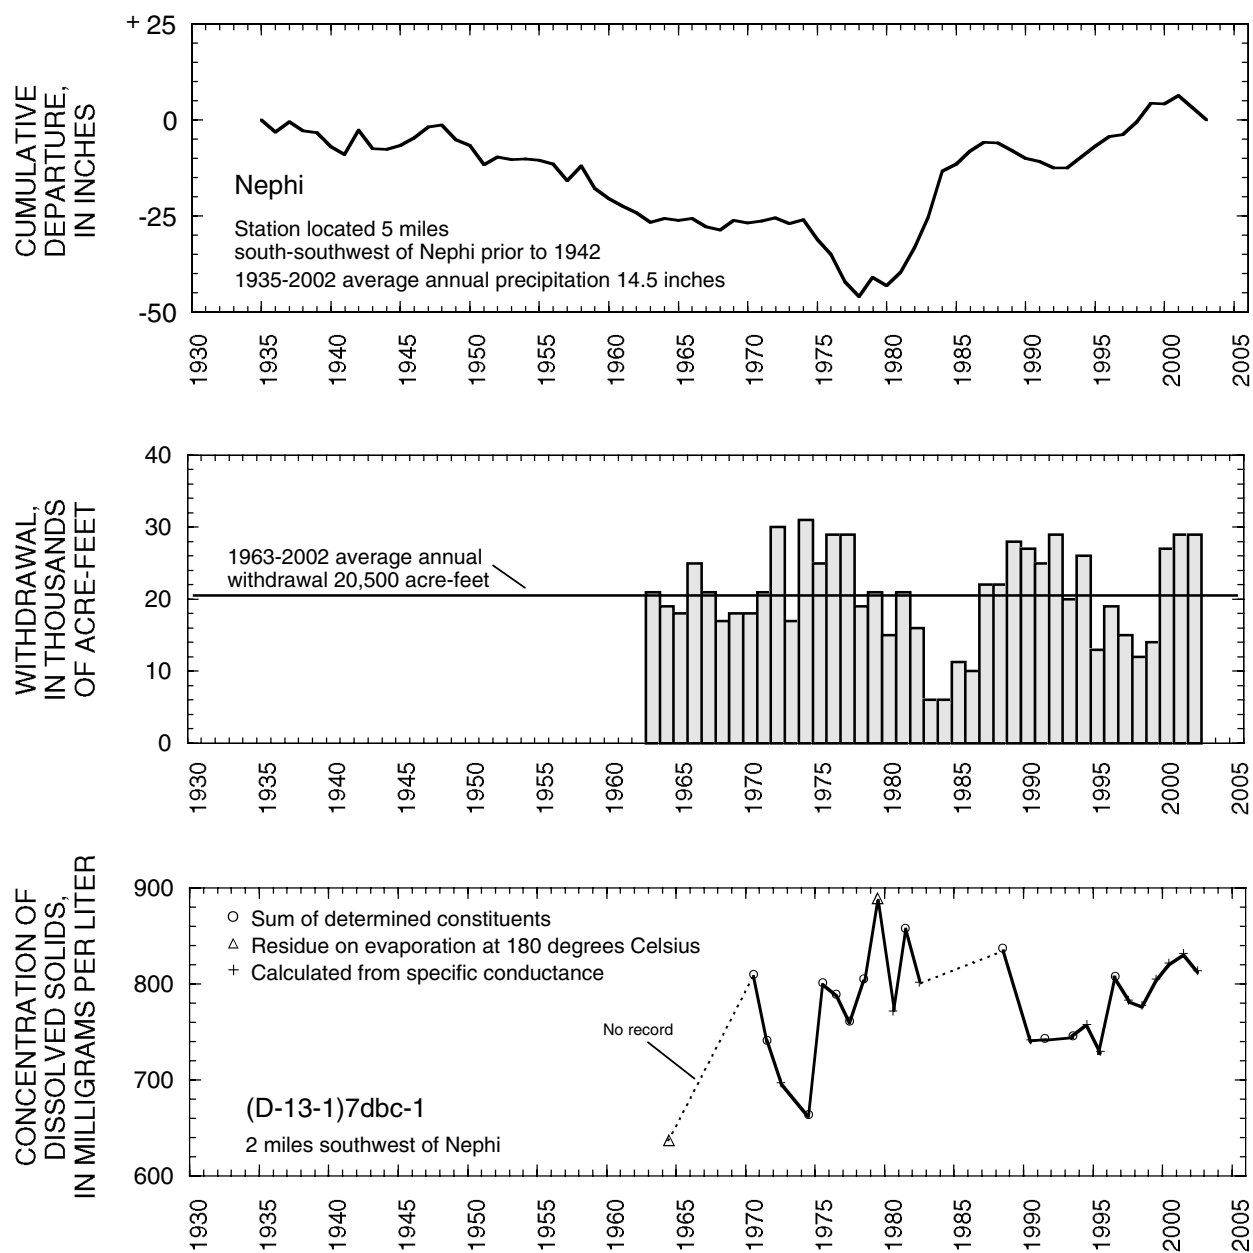 CUMULATIVE
DEPARTURE,
IN INCHES
+ 25
0
-25
-50
Nephi
Station located 5 miles
south-southwest of Nephi prior to 1942
1935-2002 average annual precipitation 14.5 inches
1930 1935 1940 1945 1950 1955 1960 1965 1970 1975 1980 1985 1990 1995 2000 2005
WITHDRAWAL,
IN THOUSANDS
OF ACRE-FEET
40
30
20
10
0
1963-2002 average annual
withdrawal 20,500 acre-feet
1930 1935 1940 1945 1950 1955 1960 1965 1970 1975 1980 1985 1990 1995 2000 2005
CONCENTRATION OF
DISSOLVED SOLIDS,
IN MILLIGRAMS PER LITER
900
800
700
600
Sum of determined constituents
Residue on evaporation at 180 degrees Celsius
Calculated from specific conductance
No record
(D-13-1)7dbc-1
2 miles southwest of Nephi
1930 1935 1940 1945 1950 1955 1960 1965 1970 1975 1980 1985 1990 1995 2000 2005